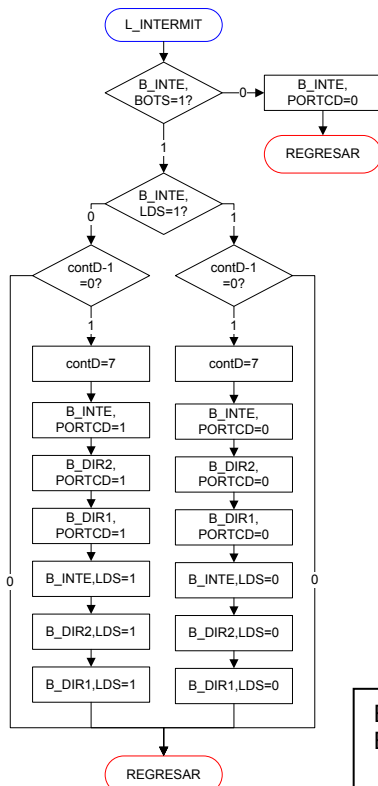 L_INTERMIT
B_INTE,
BOTS=1?
0
B_INTE,
PORTCD=0
REGRESAR
1
B_INTE,
LDS=1?
0
1
contD-1
=0?
contD-1
=0?
1
1
contD=7
contD=7
B_INTE,
PORTCD=1
B_INTE,
PORTCD=0
B_DIR2,
PORTCD=1
B_DIR2,
PORTCD=0
B_DIR1,
PORTCD=1
B_DIR1,
PORTCD=0
0
B_INTE,LDS=1
B_INTE,LDS=0
0
B_DIR2,LDS=1
B_DIR2,LDS=0
B_DIR1,LDS=1
B_DIR1,LDS=0
REGRESAR